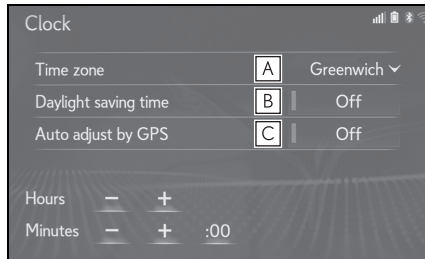 Clock
Time zone A Greenwich
Daylight saving time B Off
Auto adjust by GPS C Off
Hours - +
Minutes - + :00